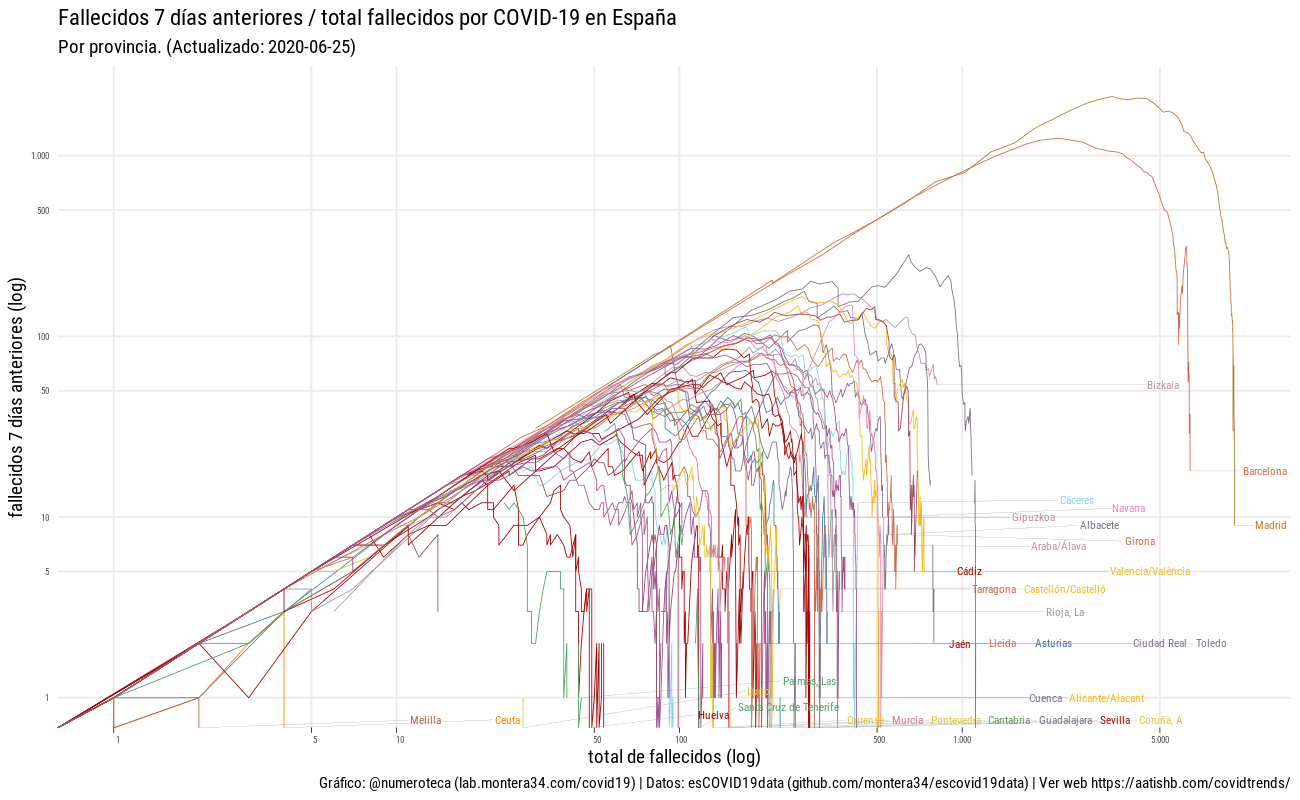 Fallecidos 7 días anteriores / total fallecidos por COVID-19 en España
Por provincia. (Actualizado: 2020-06-25)
fallecidos 7 días anteriores (log)
1.000
500
100
50
10
5
1
Bizkaia
Barcelona
Cáceres
Navarra
Gipuzkoa
Albacete
Madrid
Girona
Araba/Álava
Cádiz
Valencia/València
Tarragona
Castellón/Castelló
Rioja, La
Jaén
Lleida
Asturias
Ciudad Real
Toledo
Palmas, Las
Lugo
Cuenca
Alicante/Alacant
Santa Cruz de Tenerife
Huelva
Melilla
Ceuta
Ourense
Murcia
Pontevedra
Cantabria
Guadalajara
Sevilla
Coruña, A
1
5
10
50
100
500
1.000
5.000
total de fallecidos (log)
Gráfico: @numeroteca (lab.montera34.com/covid19) | Datos: esCOVID19data (github.com/montera34/escovid19data) | Ver web https://aatishb.com/covidtrends/